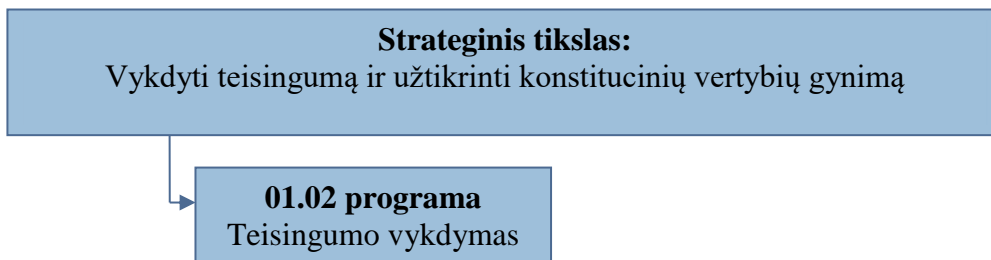 Strateginis tikslas:
Vykdyti teisingumą ir užtikrinti konstitucinių vertybių gynimą
01.02 programa
Teisingumo vykdymas